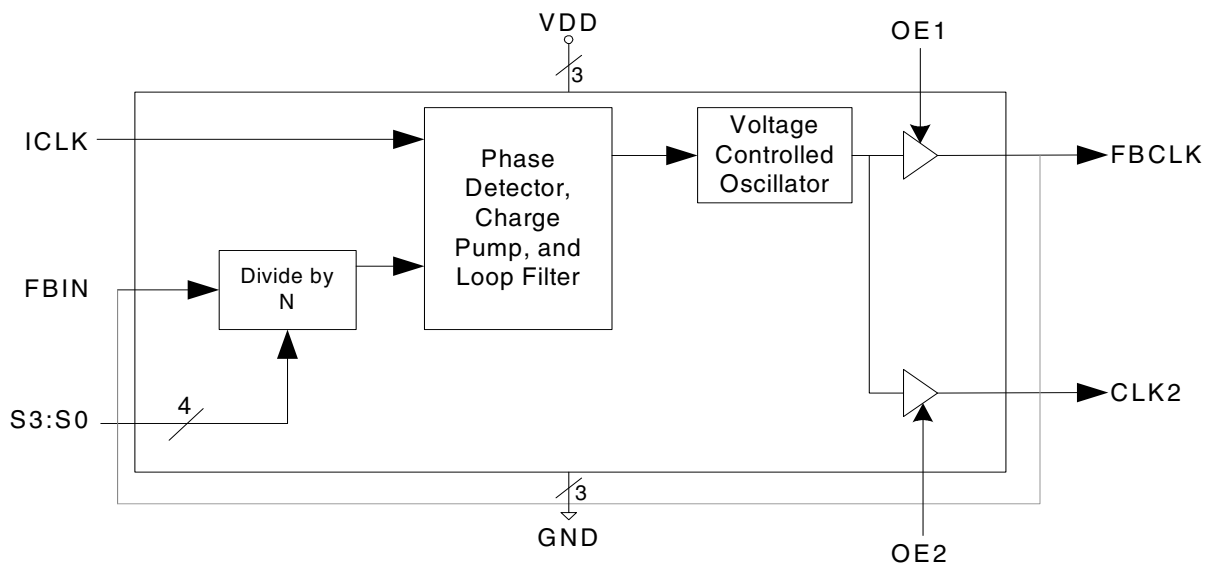 VDD
3
OE1
ICLK
Phase
Detector,
Charge
Pump, and
Loop Filter
Voltage
Controlled
Oscillator
FBCLK
FBIN
Divide by
N
S3:S0
4
CLK2
3
GND
OE2